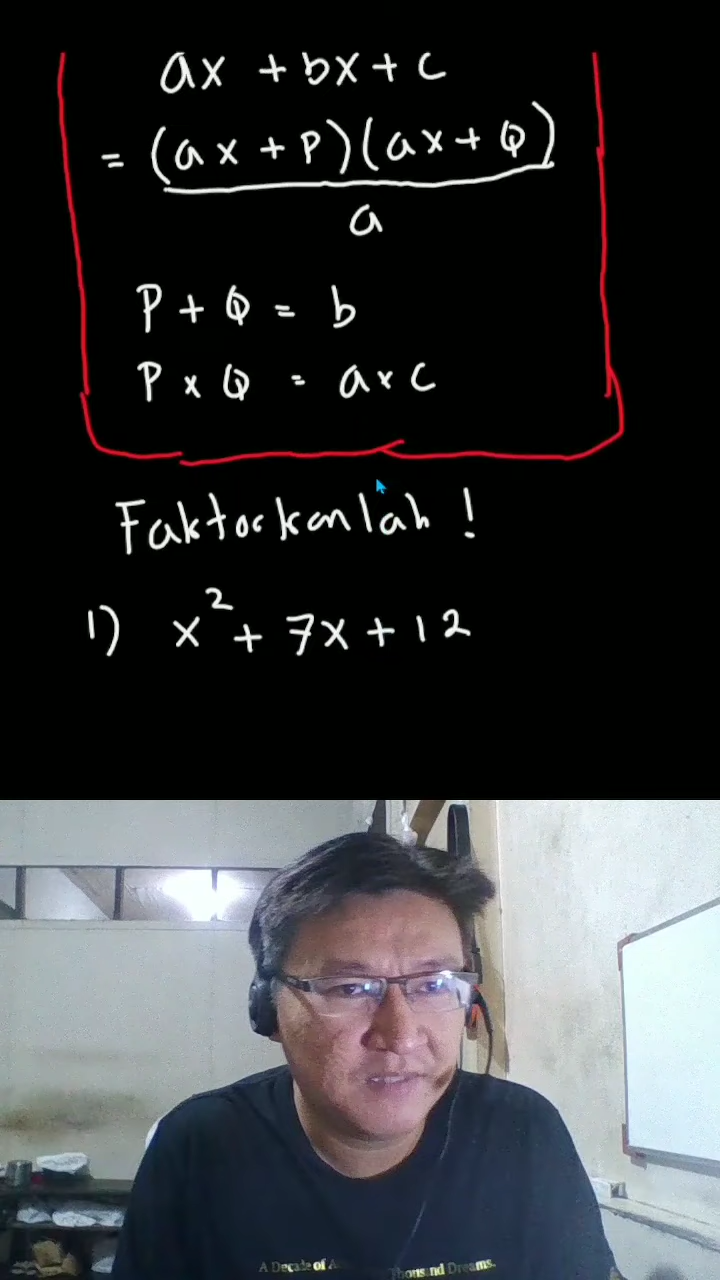 ax + bx + c
= (ax + P)(ax + Q)
a
P + Q = b
P x Q = a x c
Faktorkanlah !
1) x² + 7x + 12
A Decade of
Thousand Dreams.